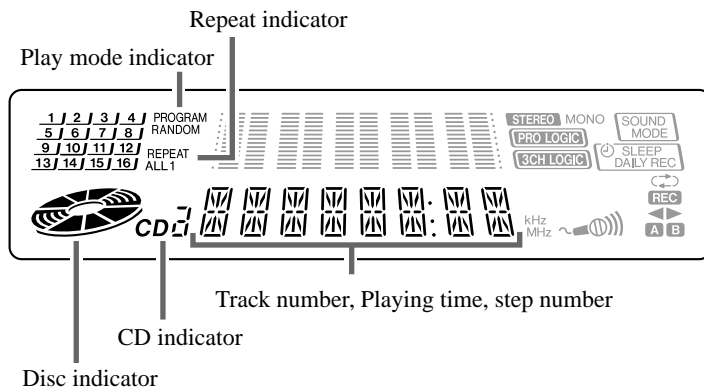 Repeat indicator
Play mode indicator
1 2 3 4 PROGRAM
5 6 7 8 RANDOM
9 10 11 12 REPEAT
13 14 15 16 ALL 1
STEREO MONO SOUND MODE
PRO LOGIC
3CH LOGIC SLEEP DAILY REC
REC
CD
kHz
MHz
A B
Track number, Playing time, step number
CD indicator
Disc indicator